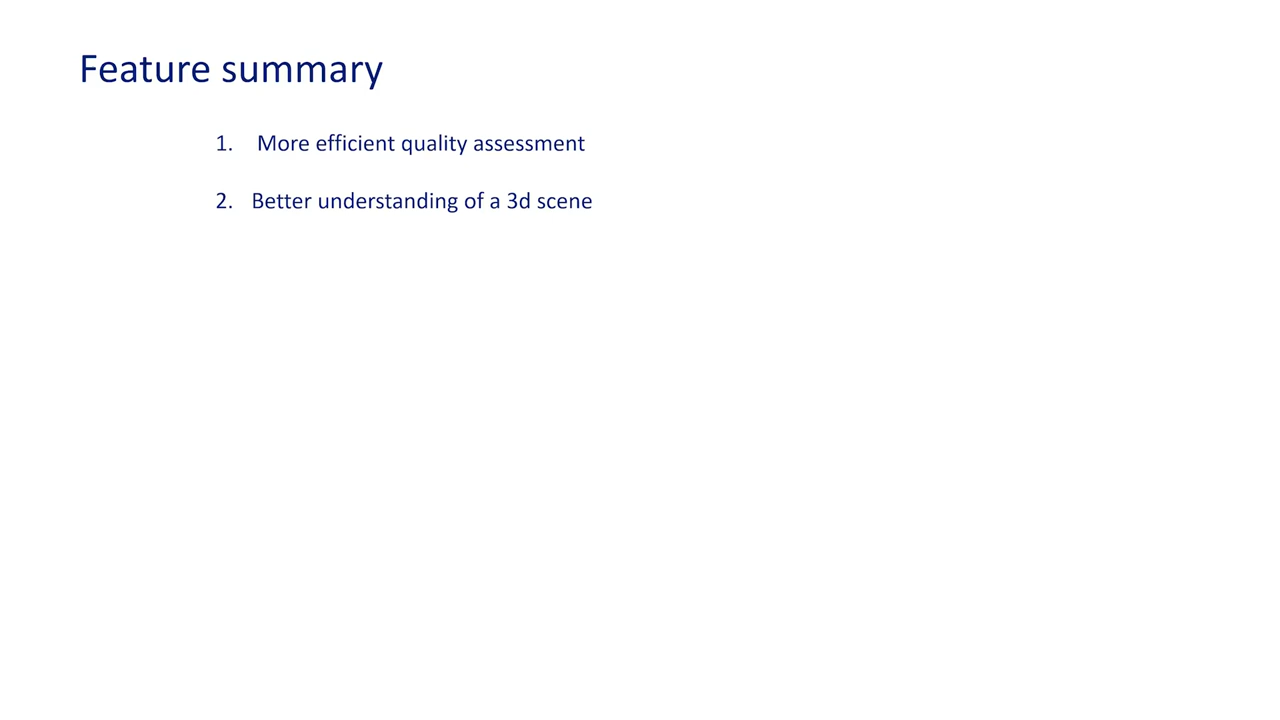 Feature summary
1. More efficient quality assessment
2. Better understanding of a 3d scene